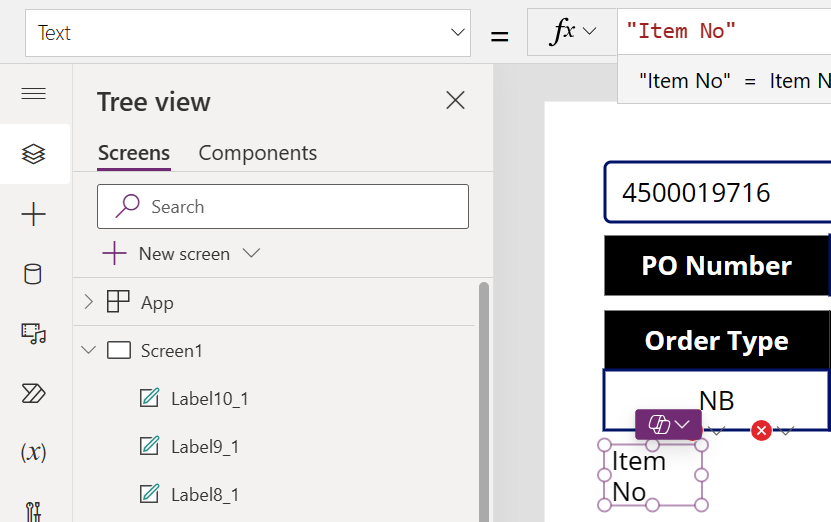 Text
=
fx
"Item No"
"Item No" = Item N
Tree view
Screens
Components
Search
New screen
App
Screen1
Label10_1
Label9_1
Label8_1
(x)
4500019716
PO Number
Order Type
NB
Item
No